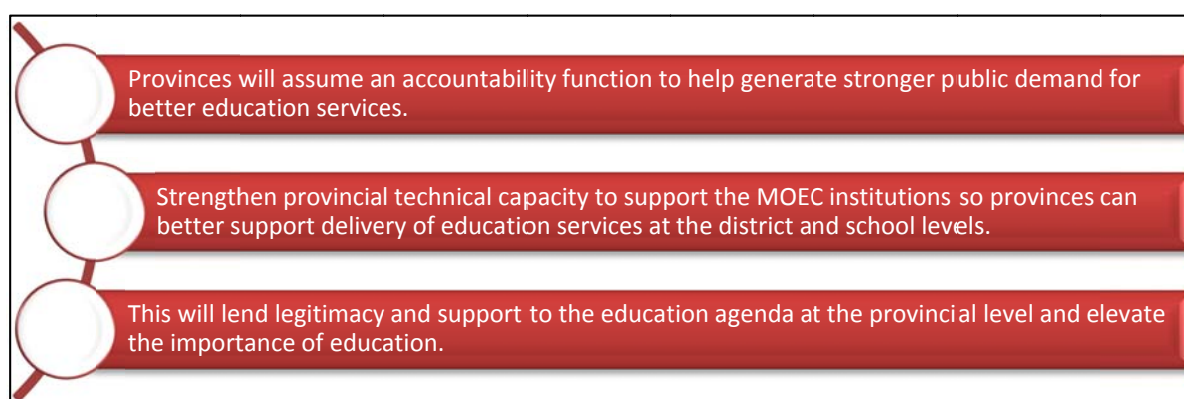 Provinces will assume an accountability function to help generate stronger public demand for
better education services.
Strengthen provincial technical capacity to support the MOEC institutions so provinces can
better support delivery of education services at the district and school levels.
This will lend legitimacy and support to the education agenda at the provincial level and elevate
the importance of education.